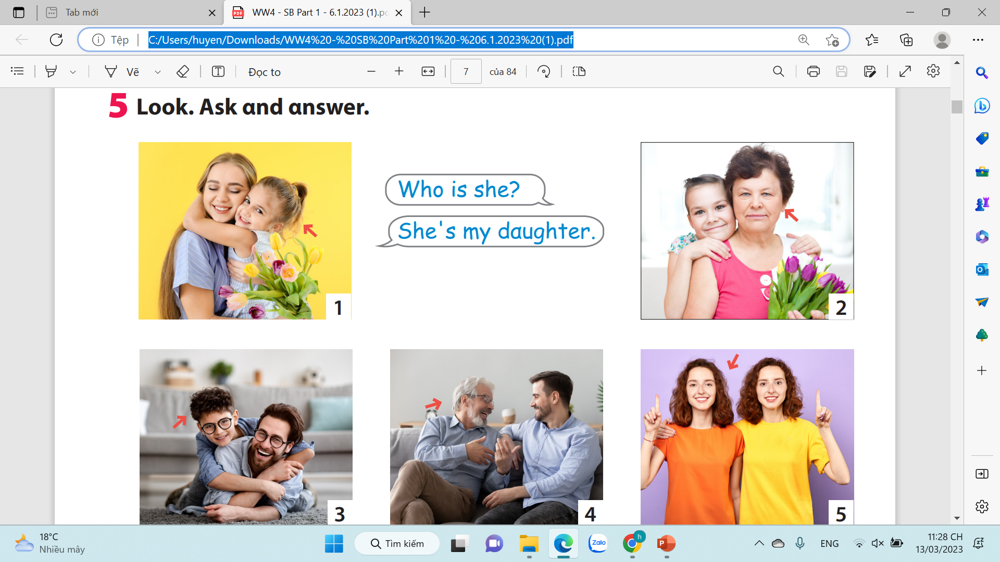 Tab mới
WW4 - SB Part 1 - 6.1.2023 (1).pd
Tệp
C:/Users/huyen/Downloads/WW4%20-%20SB%20Part%201%20-%206.1.2023%20(1).pdf
Vẽ
Đọc to
7
của 84
5 Look. Ask and answer.
Who is she?
She's my daughter.
1
2
3
4
5
18°C
Nhiều mây
Tìm kiếm
Zalo
h
P
ENG
11:28 CH
13/03/2023